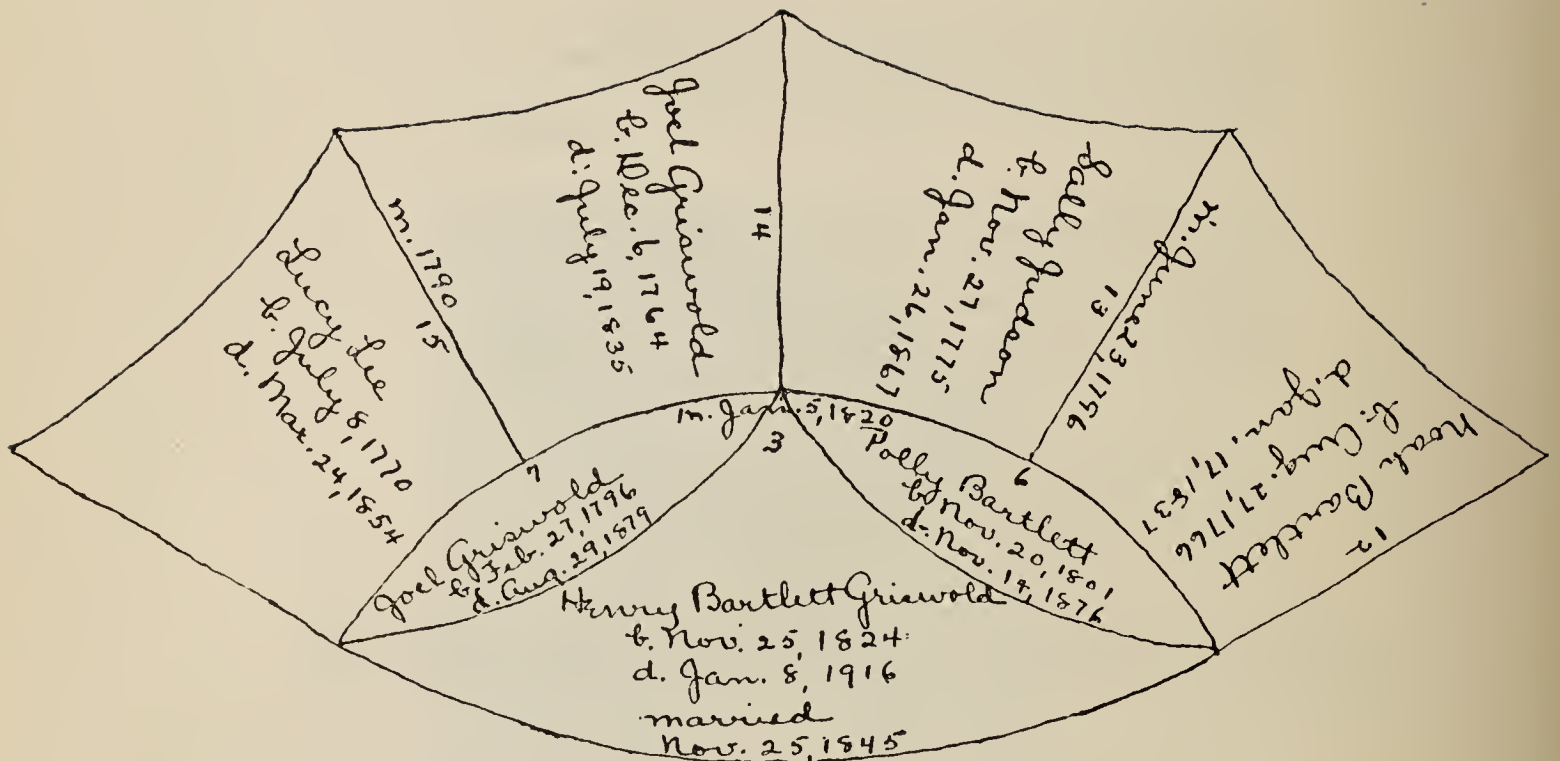 Lucy Lee
b. July 8, 1770
d. Mar. 24, 1854
m. 1790
15
Joel Griswold
b. Dec. 6, 1764
d. July 19, 1835
14
Sally Judson
b. Nov. 27, 1775
d. Jan. 26, 1867
m. June 23, 1796
13
Noah Bartlett
b. Aug. 27, 1766
d. Jan. 17, 1837
12
7
Joel Griswold
b. Feb. 27, 1796
d. Aug. 29, 1879
m. Jan. 5, 1820
3
6
Polly Bartlett
b. Nov. 20, 1801
d. Nov. 1876
Henry Bartlett Griswold
b. Nov. 25, 1824
d. Jan. 8, 1916
married
Nov. 25, 1845